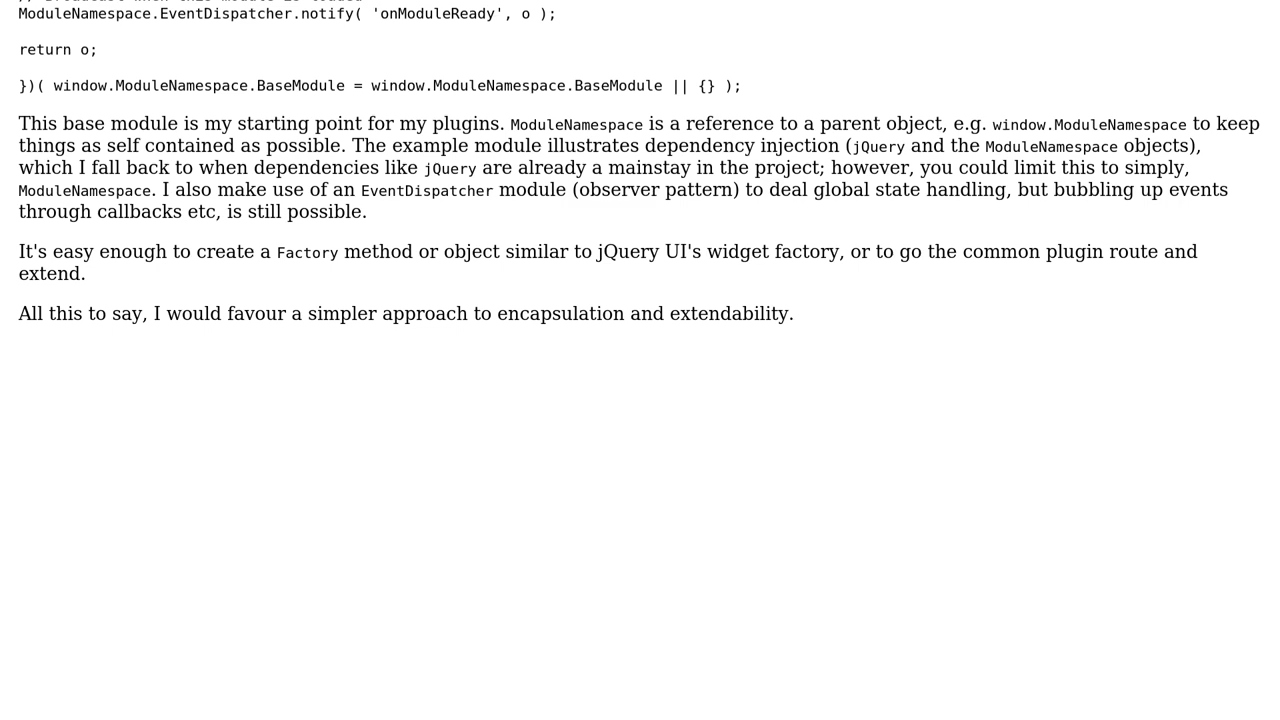 ModuleNamespace.EventDispatcher.notify( 'onModuleReady', o );
return o;
})( window.ModuleNamespace.BaseModule = window.ModuleNamespace.BaseModule || {} );
This base module is my starting point for my plugins. ModuleNamespace is a reference to a parent object, e.g. window.ModuleNamespace to keep
things as self contained as possible. The example module illustrates dependency injection (jQuery and the ModuleNamespace objects),
which I fall back to when dependencies like jQuery are already a mainstay in the project; however, you could limit this to simply,
ModuleNamespace. I also make use of an EventDispatcher module (observer pattern) to deal global state handling, but bubbling up events
through callbacks etc, is still possible.
It's easy enough to create a Factory method or object similar to jQuery UI's widget factory, or to go the common plugin route and
extend.
All this to say, I would favour a simpler approach to encapsulation and extendability.